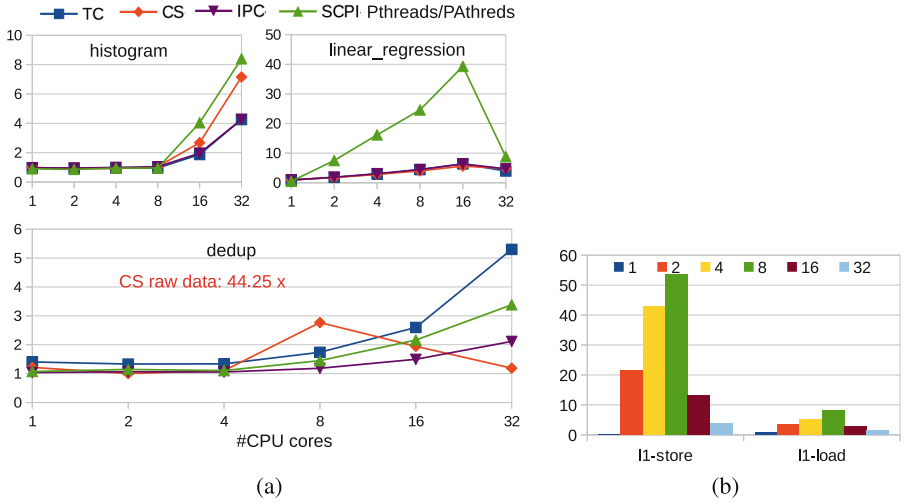 TC CS IPC SCPI Pthreads/PAthreds
histogram
10
8
6
4
2
0
1 2 4 8 16 32
linear_regression
50
40
30
20
10
0
1 2 4 8 16 32
dedup
CS raw data: 44.25 x
6
5
4
3
2
1
0
1 2 4 8 16 32
#CPU cores
(a)
1 2 4 8 16 32
60
50
40
30
20
10
0
l1-store l1-load
(b)